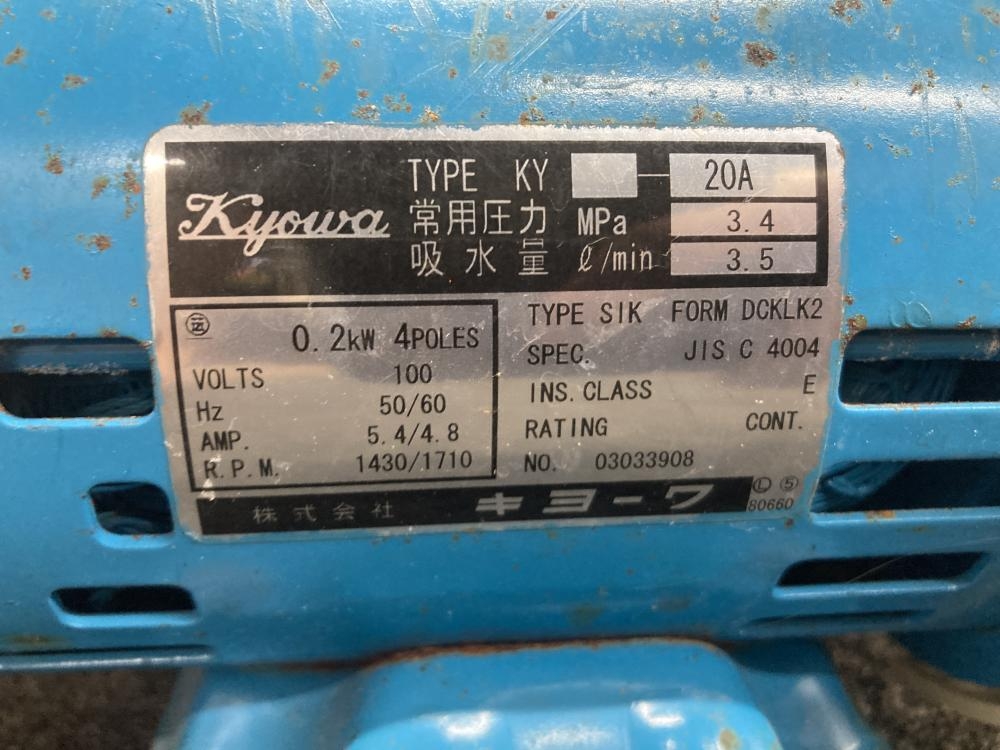 Kyowa
TYPE KY - 20A
常用圧力 MPa 3.4
吸水量 ℓ/min 3.5
0.2kW 4POLES
VOLTS 100
Hz 50/60
AMP. 5.4/4.8
R.P.M. 1430/1710
TYPE SIK FORM DCKLK2
SPEC. JIS C 4004
INS. CLASS E
RATING CONT.
NO. 03033908
株式会社 キョーワ
Ⓛ ⑤
80660